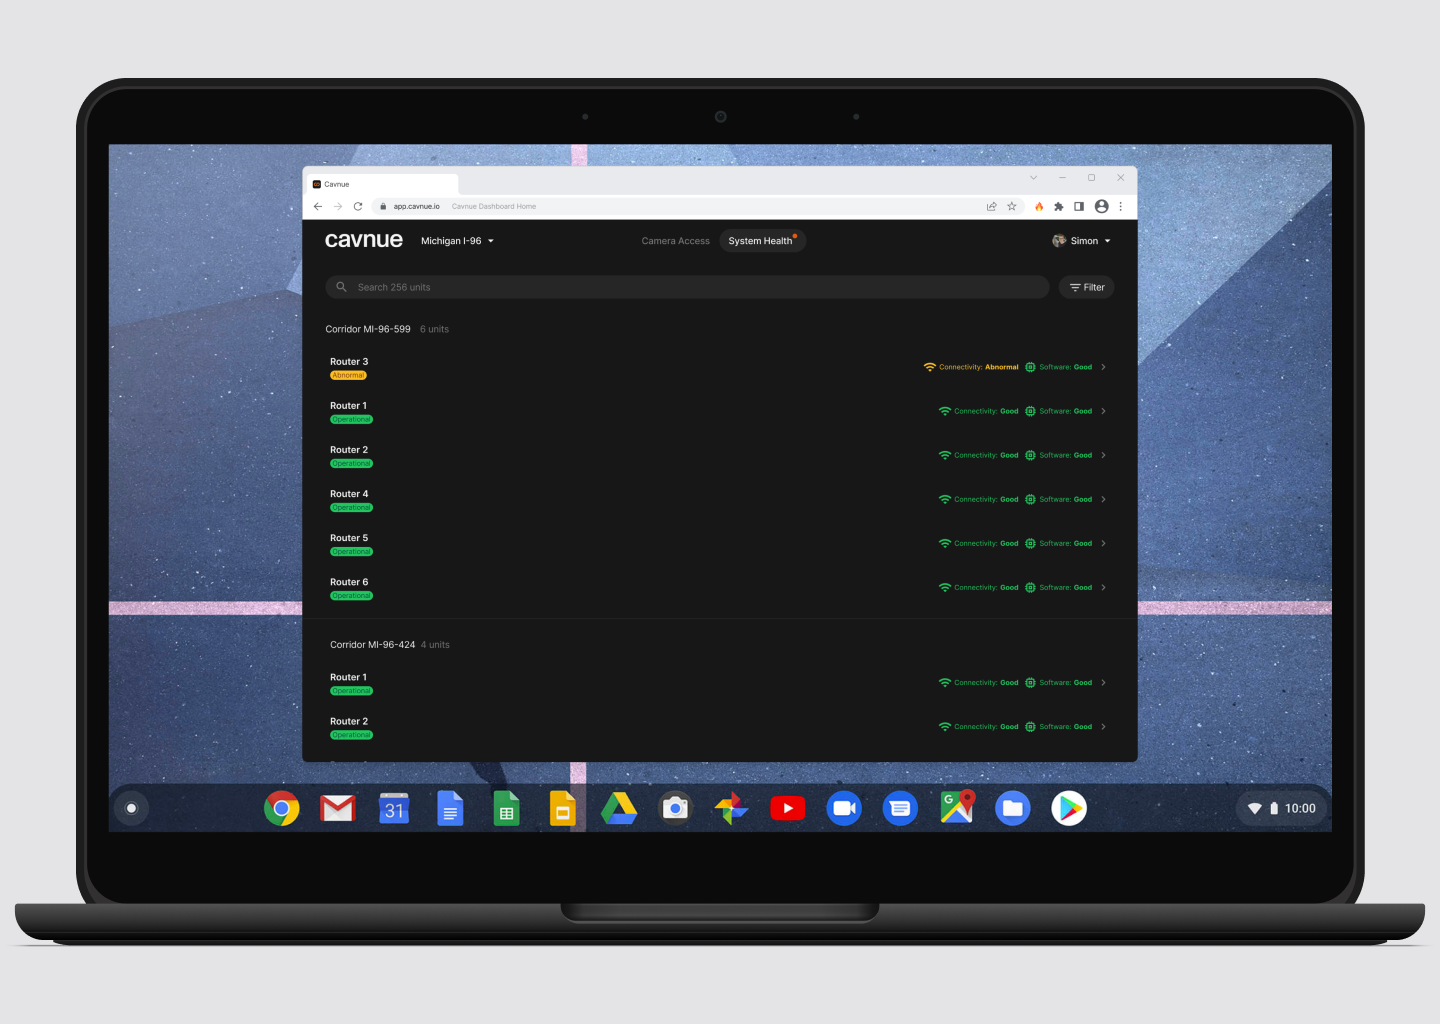 Cavnue
app.cavnue.io Cavnue Dashboard Home
cavnue Michigan I-96 Camera Access System Health Simon
Search 256 units Filter
Corridor MI-96-599 6 units
Router 3
Abnormal
Connectivity: Abnormal Software: Good
Router 1
Operational
Connectivity: Good Software: Good
Router 2
Operational
Connectivity: Good Software: Good
Router 4
Operational
Connectivity: Good Software: Good
Router 5
Operational
Connectivity: Good Software: Good
Router 6
Operational
Connectivity: Good Software: Good
Corridor MI-96-424 4 units
Router 1
Operational
Connectivity: Good Software: Good
Router 2
Operational
Connectivity: Good Software: Good
31
G
10:00